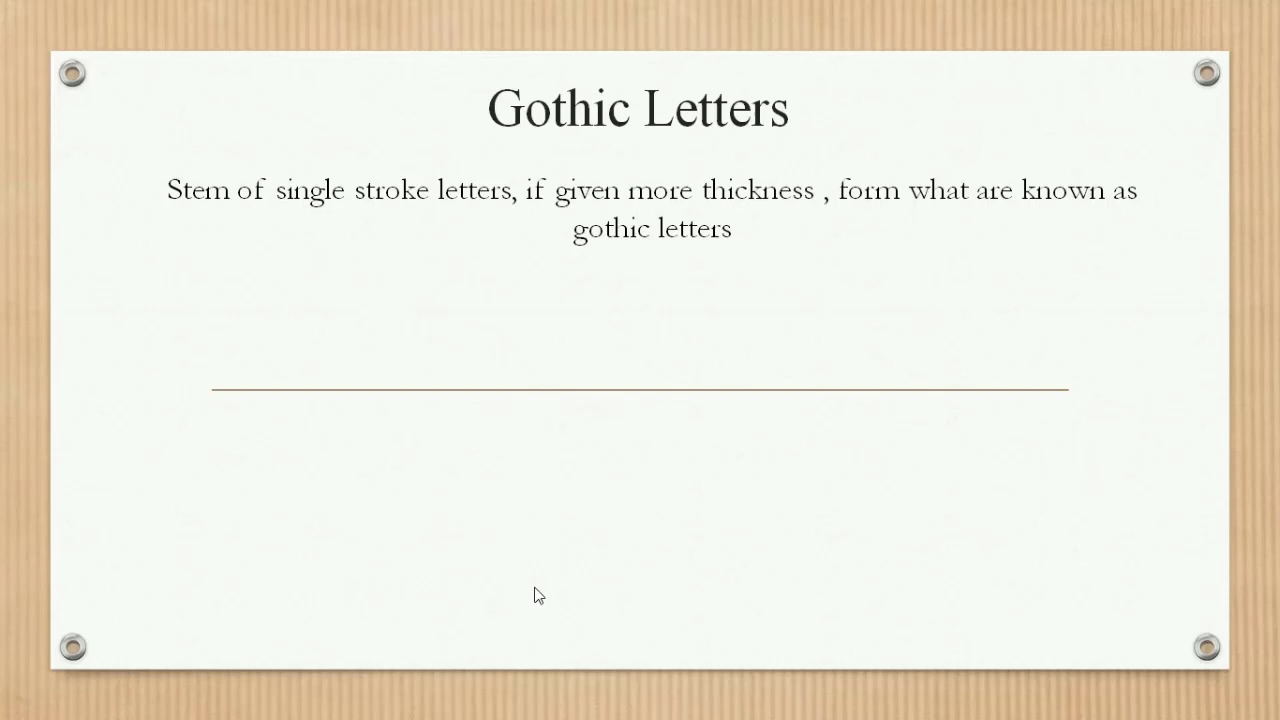 Gothic Letters
Stem of single stroke letters, if given more thickness , form what are known as
gothic letters